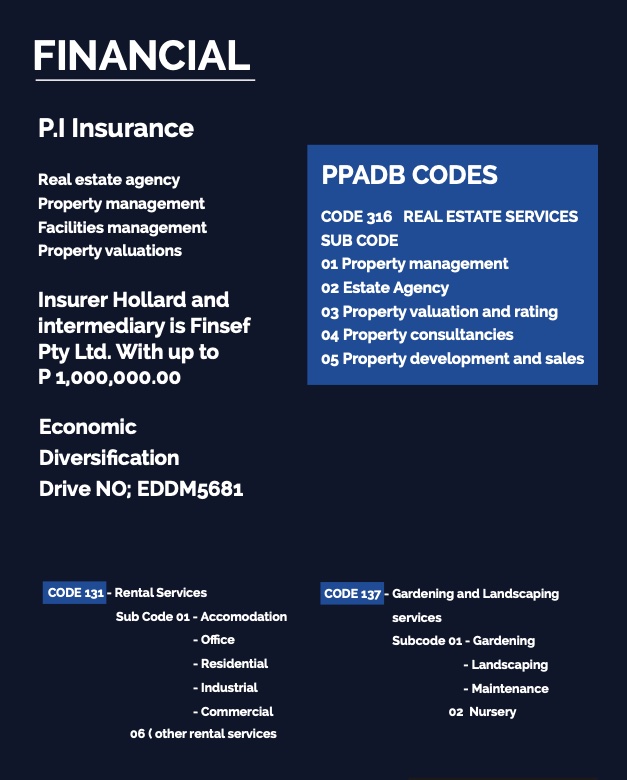 FINANCIAL
P.I Insurance
Real estate agency
Property management
Facilities management
Property valuations
Insurer Hollard and
intermediary is Finsef
Pty Ltd. With up to
P 1,000,000.00
Economic
Diversification
Drive NO; EDDM5681
PPADB CODES
CODE 316 REAL ESTATE SERVICES
SUB CODE
01 Property management
02 Estate Agency
03 Property valuation and rating
04 Property consultancies
05 Property development and sales
CODE 131 - Rental Services
Sub Code 01 - Accomodation
- Office
- Residential
- Industrial
- Commercial
06 ( other rental services
CODE 137 - Gardening and Landscaping
services
Subcode 01 - Gardening
- Landscaping
- Maintenance
02 Nursery